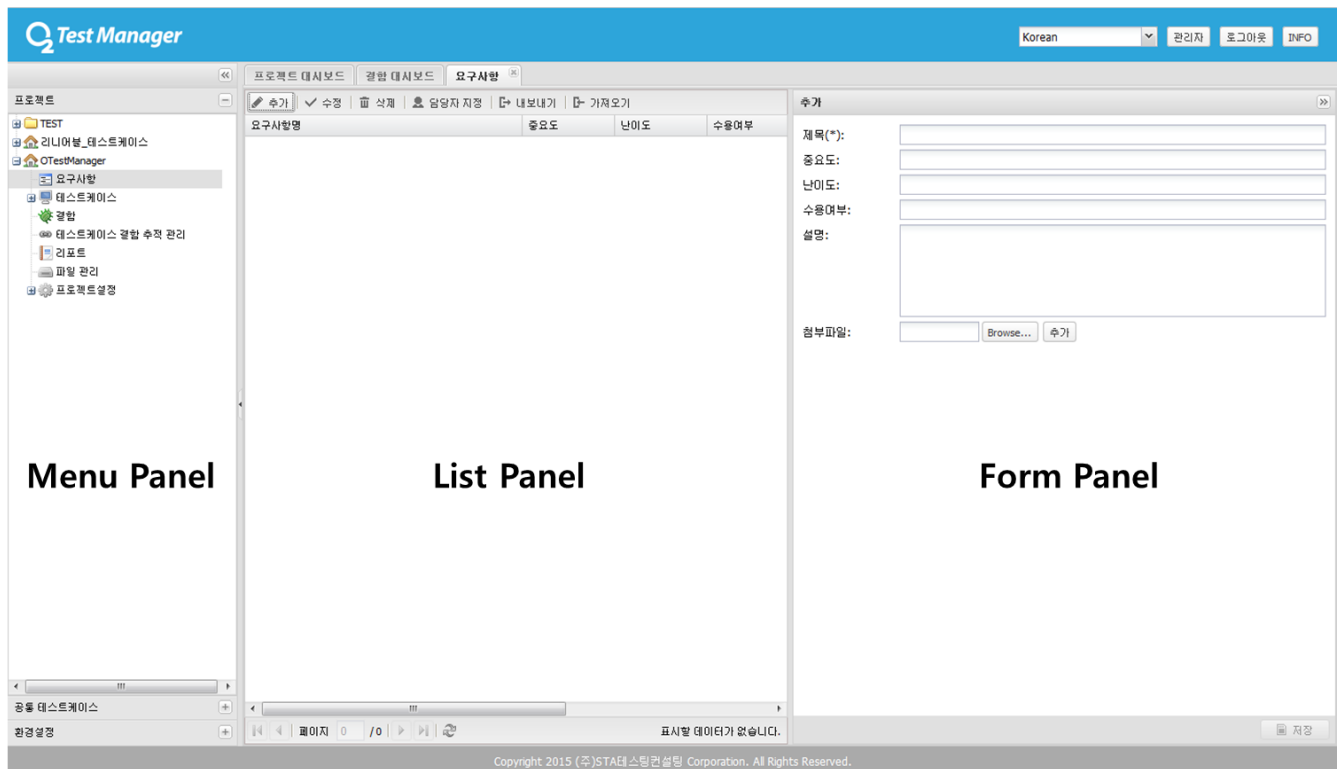 O2 Test Manager
Korean 관리자 로그아웃 INFO
프로젝트 대시보드 결함 대시보드 요구사항
프로젝트
TEST
리니어블_테스트케이스
OTestManager
요구사항
테스트케이스
결함
테스트케이스 결함 추적 관리
리포트
파일 관리
프로젝트설정
Menu Panel
공통 테스트케이스
환경설정
추가 수정 삭제 담당자 지정 내보내기 가져오기
요구사항명 중요도 난이도 수용여부
List Panel
페이지 0 / 0 표시할 데이터가 없습니다.
추가
제목(*):
중요도:
난이도:
수용여부:
설명:
첨부파일: Browse... 추가
Form Panel
저장
Copyright 2015 (주)STA테스팅컨설팅 Corporation. All Rights Reserved.